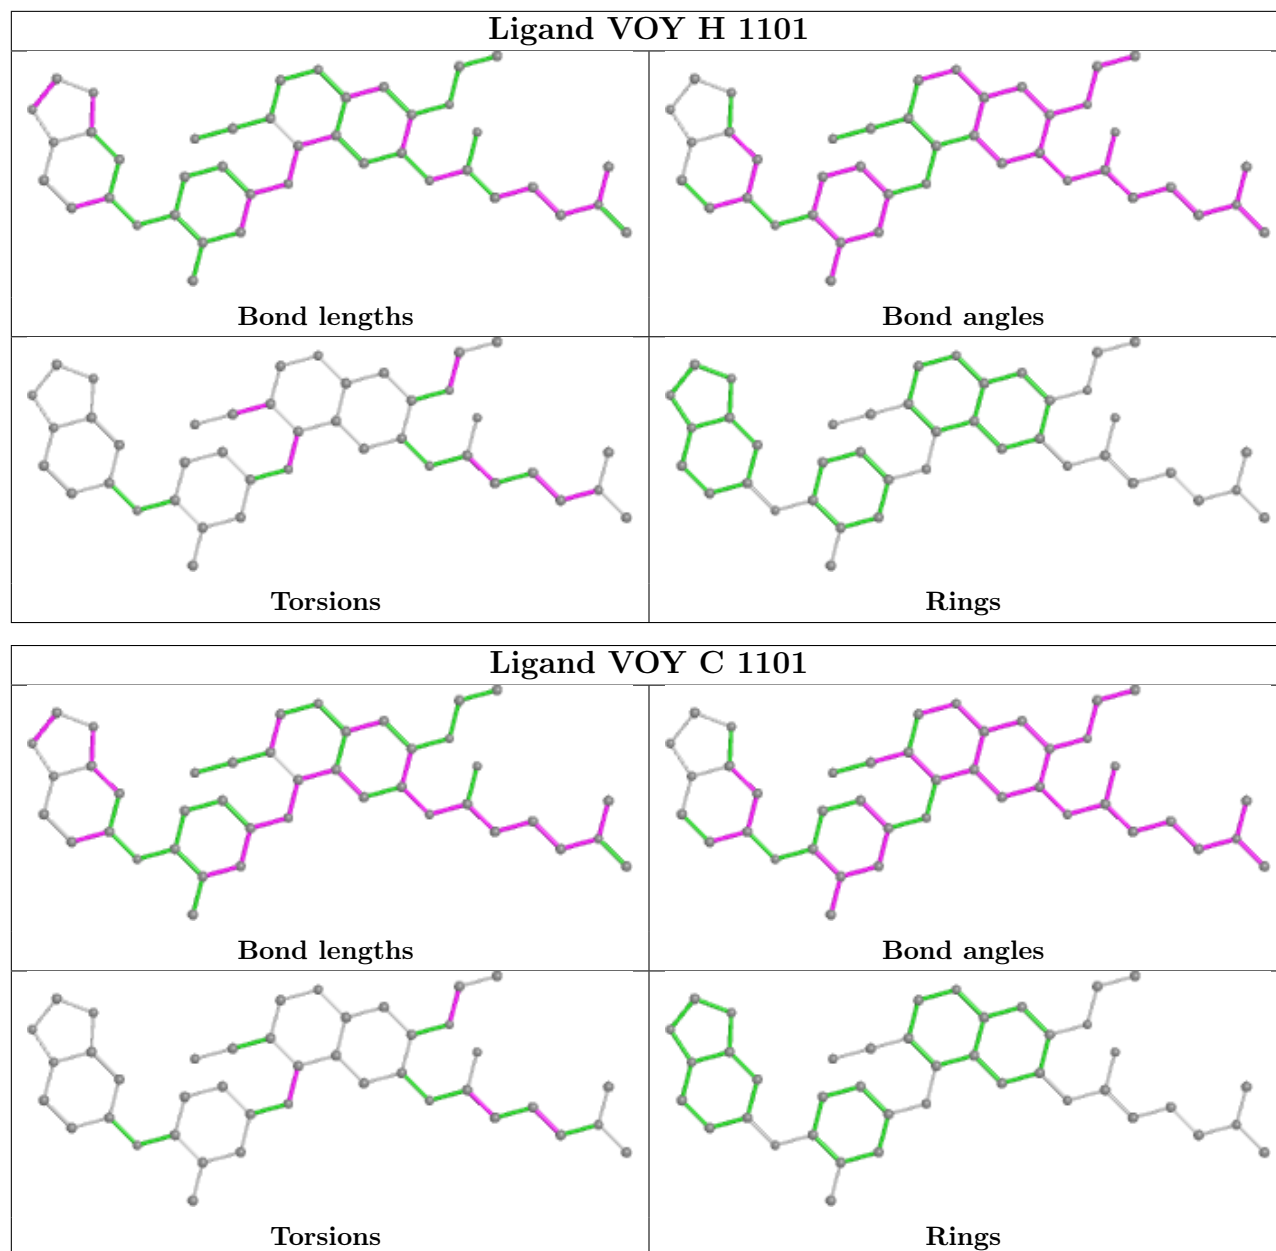 Ligand VOY H 1101
Bond lengths
Bond angles
Torsions
Rings
Ligand VOY C 1101
Bond lengths
Bond angles
Torsions
Rings